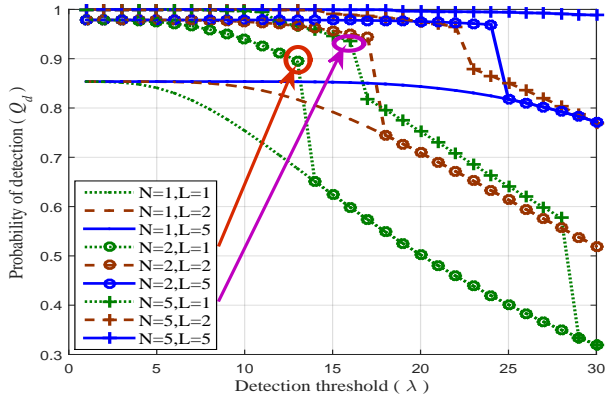 1
0.9
0.8
0.7
0.6
0.5
0.4
0.3
Probability of detection ( Q_d )
N=1,L=1
N=1,L=2
N=1,L=5
N=2,L=1
N=2,L=2
N=2,L=5
N=5,L=1
N=5,L=2
N=5,L=5
0 5 10 15 20 25 30
Detection threshold ( λ )